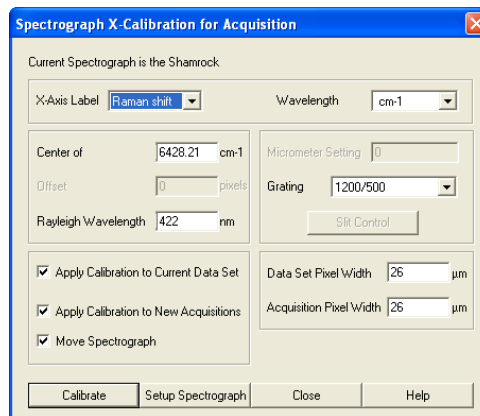 Spectrograph X-Calibration for Acquisition
Current Spectrograph is the Shamrock
X-Axis Label Raman shift Wavelength cm-1
Center of 6428.21 cm-1
Offset 0 pixels
Rayleigh Wavelength 422 nm
Micrometer Setting 0
Grating 1200/500
Slit Control
Apply Calibration to Current Data Set
Apply Calibration to New Acquisitions
Move Spectrograph
Data Set Pixel Width 26 µm
Acquisition Pixel Width 26 µm
Calibrate Setup Spectrograph Close Help